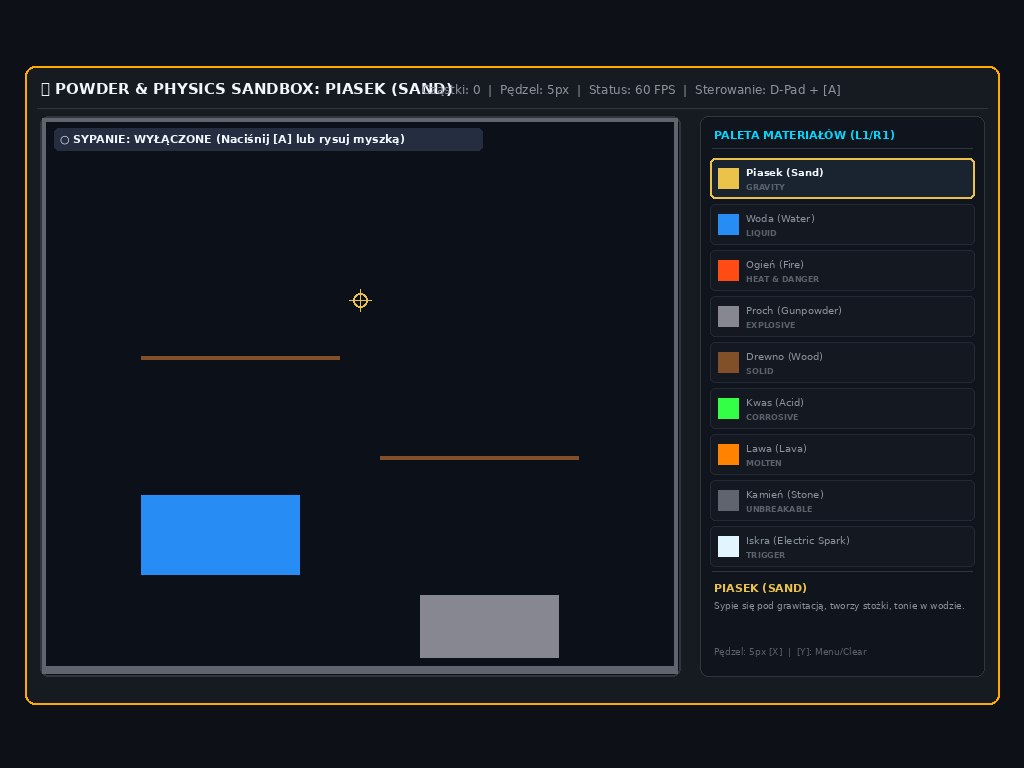 POWDER & PHYSICS SANDBOX: PIASEK (SAND)
Cząstki: 0 | Pędzel: 5px | Status: 60 FPS | Sterowanie: D-Pad + [A]
SYPANIE: WYŁĄCZONE (Naciśnij [A] lub rysuj myszką)
PALETA MATERIAŁÓW (L1/R1)
Piasek (Sand)
GRAVITY
Woda (Water)
LIQUID
Ogień (Fire)
HEAT & DANGER
Proch (Gunpowder)
EXPLOSIVE
Drewno (Wood)
SOLID
Kwas (Acid)
CORROSIVE
Lawa (Lava)
MOLTEN
Kamień (Stone)
UNBREAKABLE
Iskra (Electric Spark)
TRIGGER
PIASEK (SAND)
Sypie się pod grawitacją, tworzy stożki, tonie w wodzie.
Pędzel: 5px [X] | [Y]: Menu/Clear